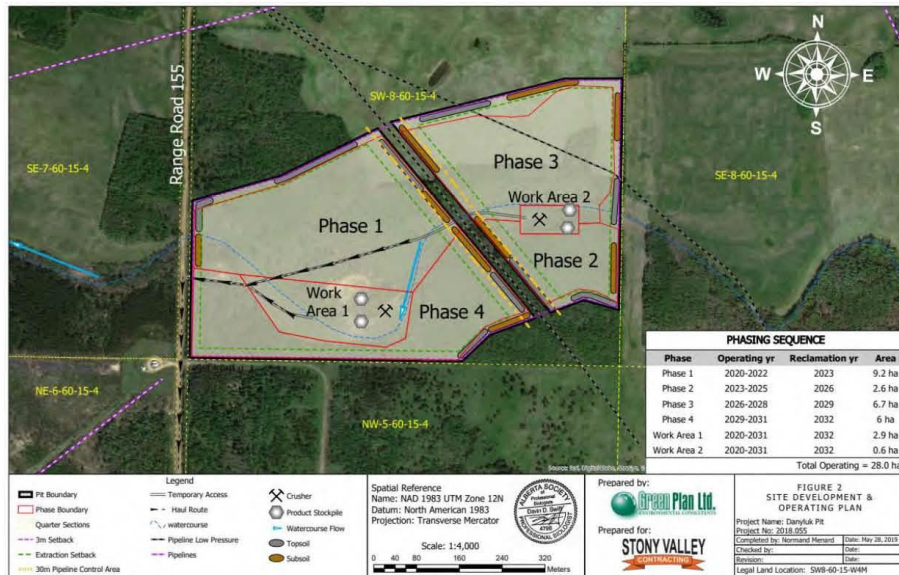 N
W E
S
Range Road 155
SW-8-60-15-4
SE-7-60-15-4
SE-8-60-15-4
Phase 3
Work Area 2
Phase 1
Phase 2
Work
Area 1
Phase 4
NE-6-60-15-4
NW-5-60-15-4
PHASING SEQUENCE
Phase Operating yr Reclamation yr Area
Phase 1 2020-2022 2023 9.2 ha
Phase 2 2023-2025 2026 2.6 ha
Phase 3 2026-2028 2029 6.7 ha
Phase 4 2029-2031 2032 6 ha
Work Area 1 2020-2031 2032 2.9 ha
Work Area 2 2020-2031 2032 0.6 ha
Total Operating = 28.0 ha
Legend
Pit Boundary
Phase Boundary
Quarter Sections
3m Setback
Extraction Setback
30m Pipeline Control Area
Temporary Access
Haul Route
watercourse
Pipeline Low Pressure
Pipelines
Crusher
Product Stockpile
Watercourse Flow
Topsoil
Subsoil
Spatial Reference
Name: NAD 1983 UTM Zone 12N
Datum: North American 1983
Projection: Transverse Mercator
Scale: 1:4,000
0 40 80 160 240 320
Meters
ALBERTA SOCIETY
of
Professional
Biologists
PROFESSIONAL BIOLOGIST
Prepared by:
Green Plan Ltd.
ENVIRONMENTAL CONSULTANTS
Prepared for:
STONY VALLEY
CONTRACTING
FIGURE 2
SITE DEVELOPMENT &
OPERATING PLAN
Project Name: Danyluk Pit
Project No: 2018.055
Completed by: Normand Menard Date: May 28, 2019
Checked by: Date:
Revision: Date:
Legal Land Location: SW8-60-15-W4M